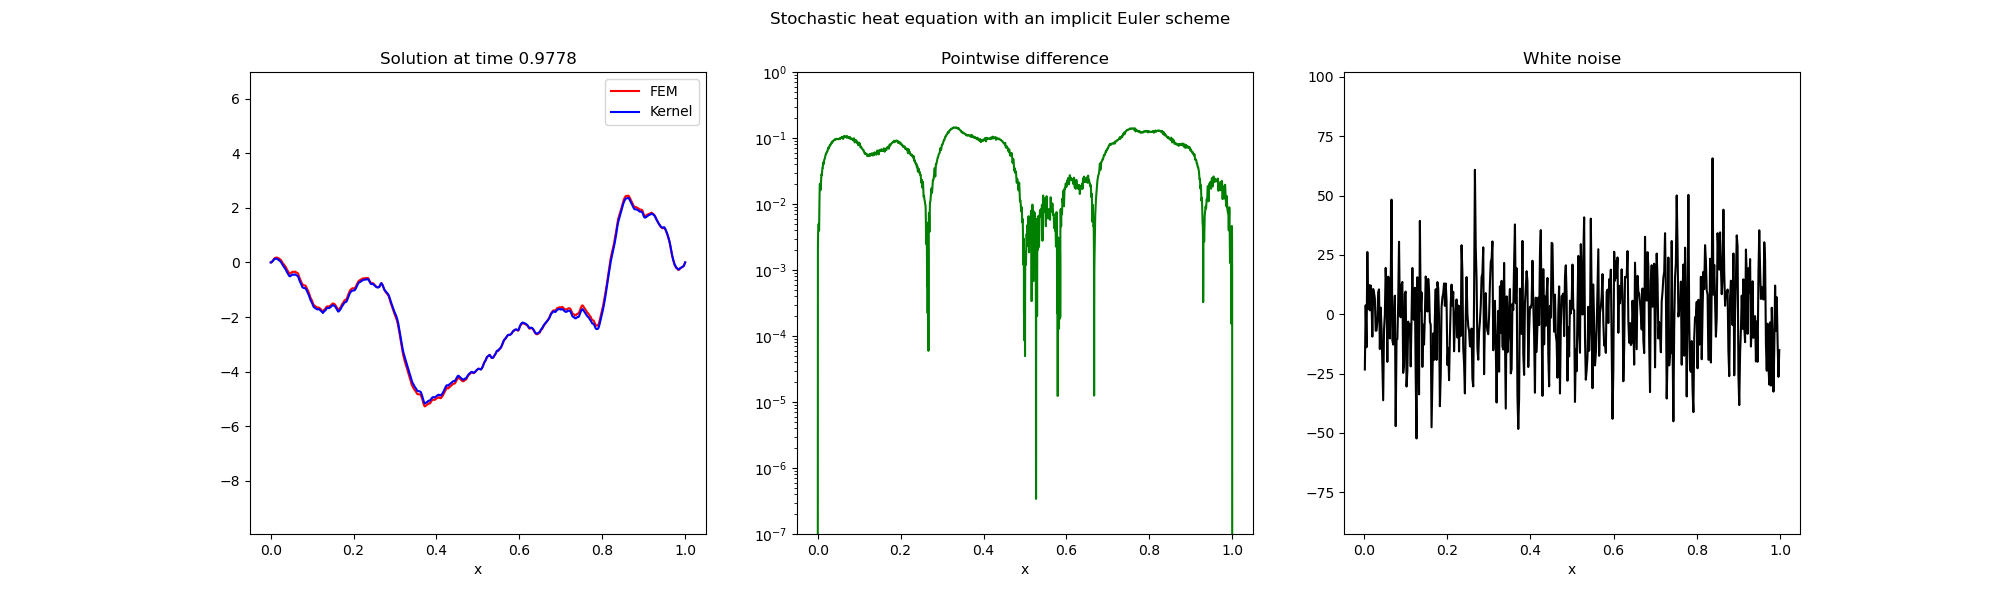 Stochastic heat equation with an implicit Euler scheme
Solution at time 0.9778
6
4
2
0
−2
−4
−6
−8
0.0 0.2 0.4 0.6 0.8 1.0
x
FEM
Kernel
Pointwise difference
10⁰
10⁻¹
10⁻²
10⁻³
10⁻⁴
10⁻⁵
10⁻⁶
10⁻⁷
0.0 0.2 0.4 0.6 0.8 1.0
x
White noise
100
75
50
25
0
−25
−50
−75
0.0 0.2 0.4 0.6 0.8 1.0
x